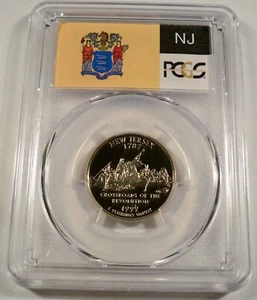 NJ
PCGS
NEW JERSEY
1787
CROSSROADS OF THE
REVOLUTION
1999
E PLURIBUS UNUM